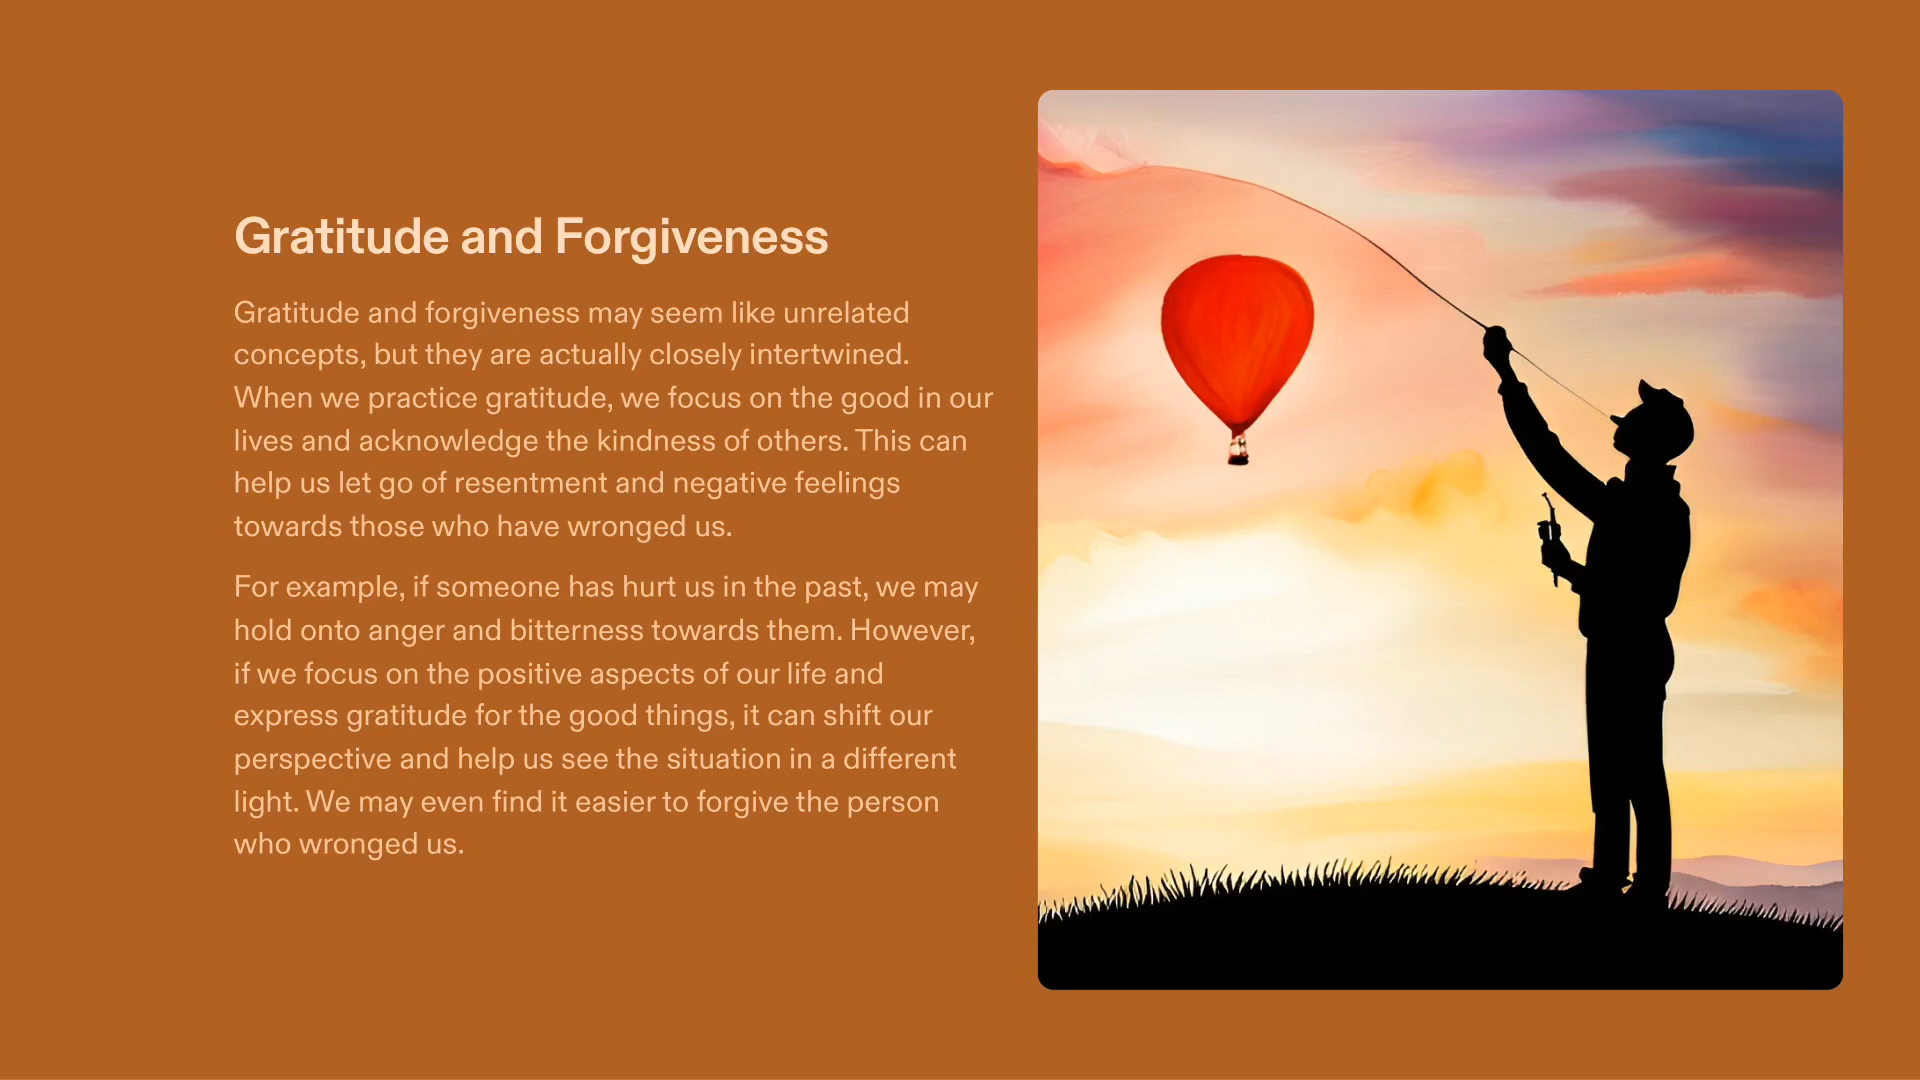 Gratitude and Forgiveness
Gratitude and forgiveness may seem like unrelated
concepts, but they are actually closely intertwined.
When we practice gratitude, we focus on the good in our
lives and acknowledge the kindness of others. This can
help us let go of resentment and negative feelings
towards those who have wronged us.
For example, if someone has hurt us in the past, we may
hold onto anger and bitterness towards them. However,
if we focus on the positive aspects of our life and
express gratitude for the good things, it can shift our
perspective and help us see the situation in a different
light. We may even find it easier to forgive the person
who wronged us.